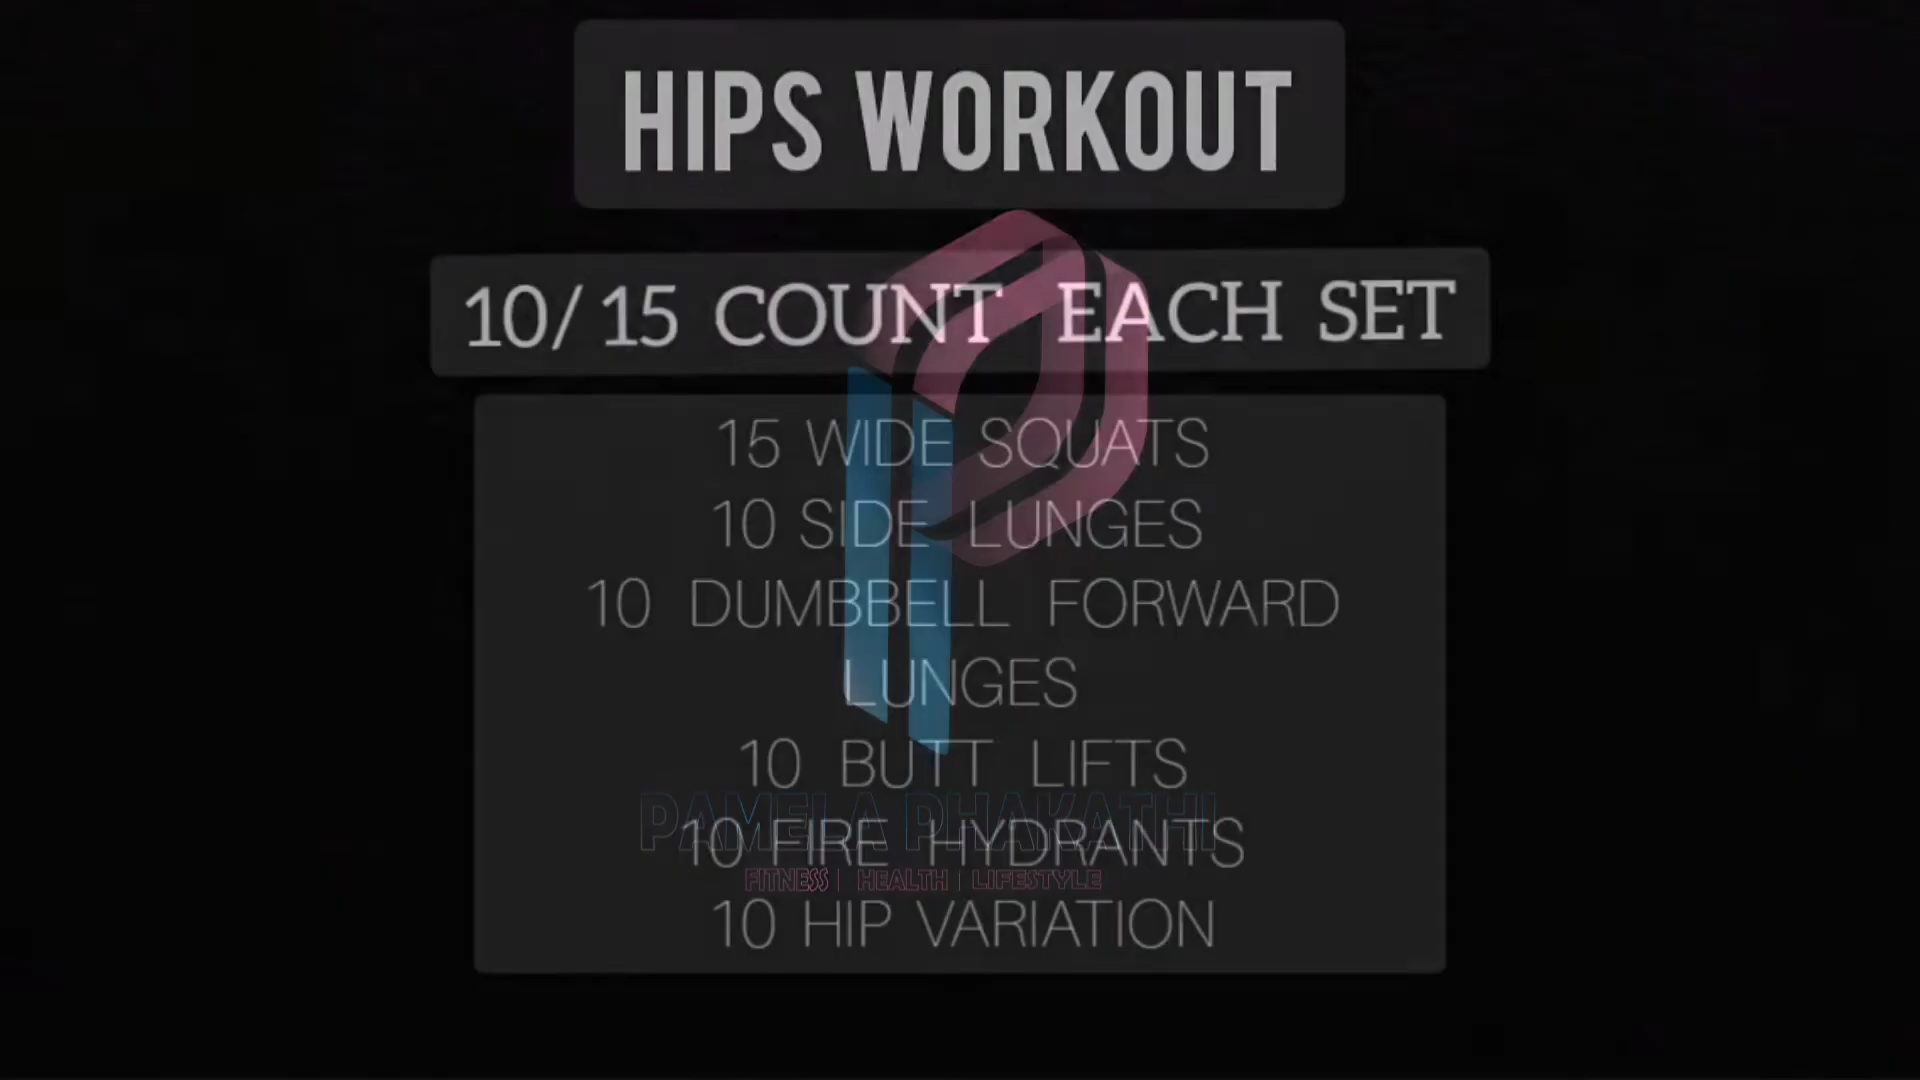 HIPS WORKOUT
10/ 15 COUNT EACH SET
15 WIDE SQUATS
10 SIDE LUNGES
10 DUMBBELL FORWARD
LUNGES
10 BUTT LIFTS
PAMELA PHAKATHI
10 FIRE HYDRANTS
FITNESS | HEALTH | LIFESTYLE
10 HIP VARIATION